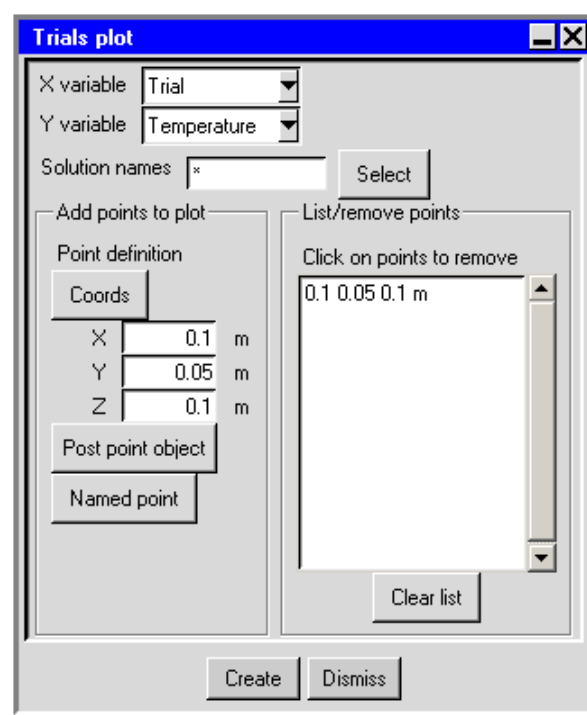 Trials plot
X variable Trial
Y variable Temperature
Solution names * Select
Add points to plot
Point definition
Coords
X 0.1 m
Y 0.05 m
Z 0.1 m
Post point object
Named point
List/remove points
Click on points to remove
0.1 0.05 0.1 m
Clear list
Create Dismiss